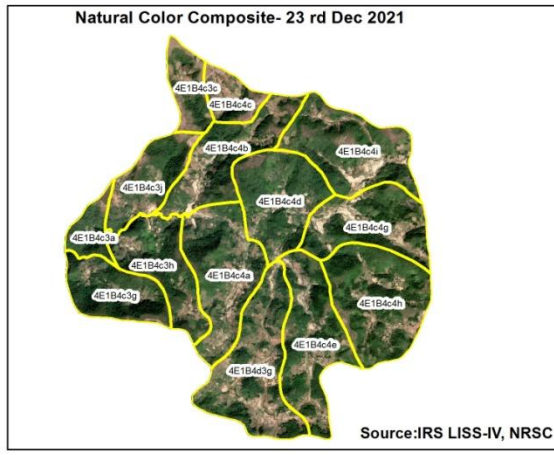 Natural Color Composite- 23 rd Dec 2021
4E1B4c3c
4E1B4c4c
4E1B4c4b
4E1B4c4i
4E1B4c3j
4E1B4c4d
4E1B4c4g
4E1B4c3a
4E1B4c3h
4E1B4c4a
4E1B4c3g
4E1B4c4h
4E1B4c4e
4E1B4d3g
Source:IRS LISS-IV, NRSC